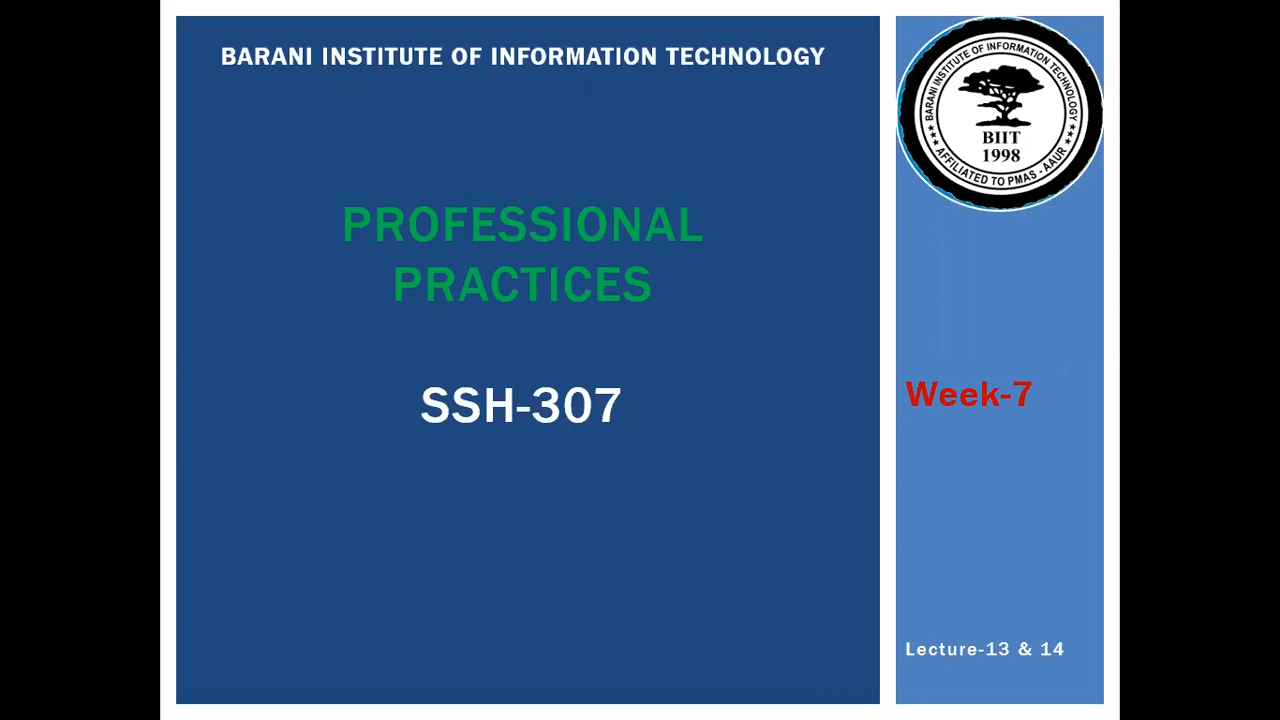 BARANI INSTITUTE OF INFORMATION TECHNOLOGY
PROFESSIONAL
PRACTICES
SSH-307
BARANI INSTITUTE OF INFORMATION TECHNOLOGY
BIIT
1998
★★★★ AFFILIATED TO PMAS - AAUR ★★★★
Week-7
Lecture-13 & 14